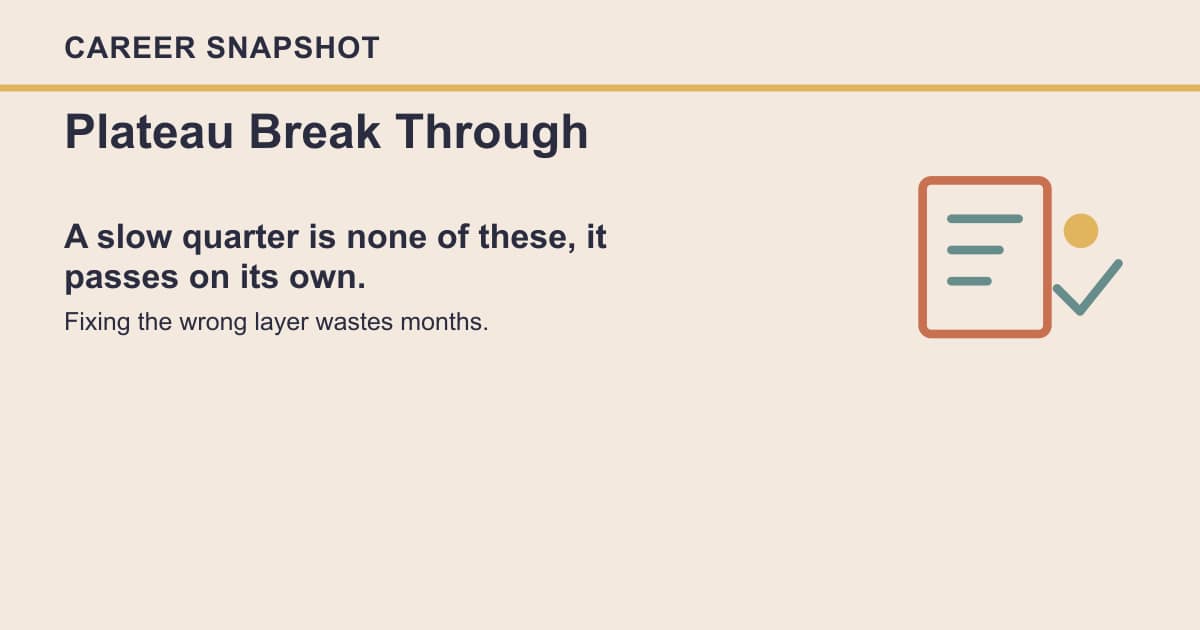 CAREER SNAPSHOT
Plateau Break Through
A slow quarter is none of these, it
passes on its own.
Fixing the wrong layer wastes months.